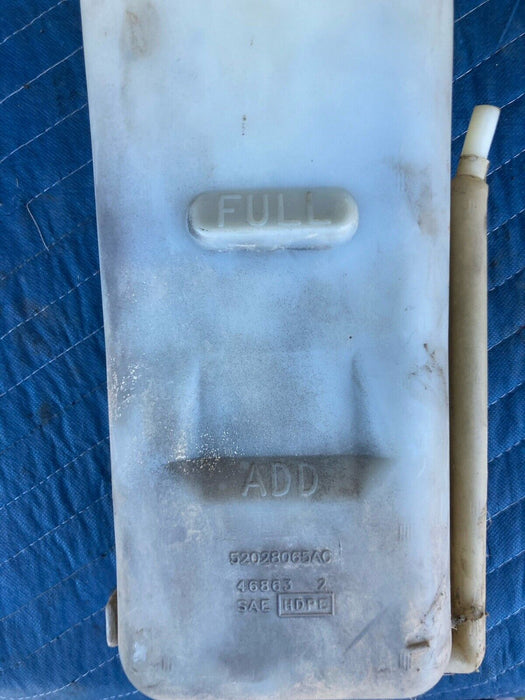 FULL
ADD
52028065AC
46863 2
SAE HDPE